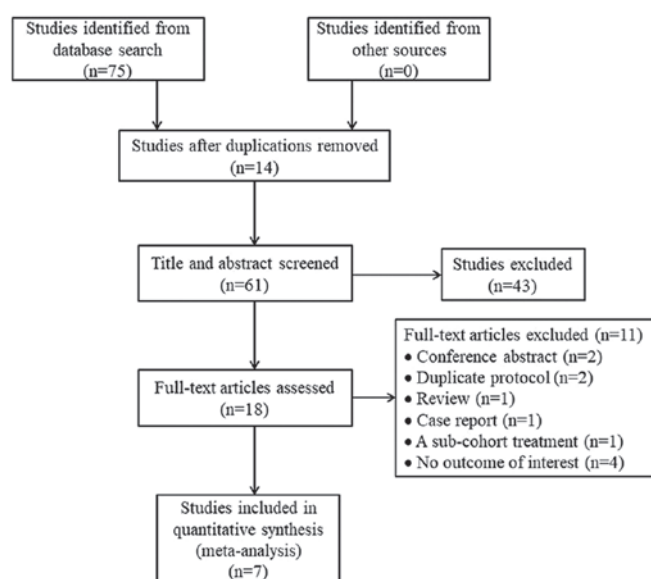 Studies identified from
database search
(n=75)
Studies identified from
other sources
(n=0)
Studies after duplications removed
(n=14)
Title and abstract screened
(n=61)
Studies excluded
(n=43)
Full-text articles excluded (n=11)
● Conference abstract (n=2)
● Duplicate protocol (n=2)
● Review (n=1)
● Case report (n=1)
● A sub-cohort treatment (n=1)
● No outcome of interest (n=4)
Full-text articles assessed
(n=18)
Studies included in
quantitative synthesis
(meta-analysis)
(n=7)